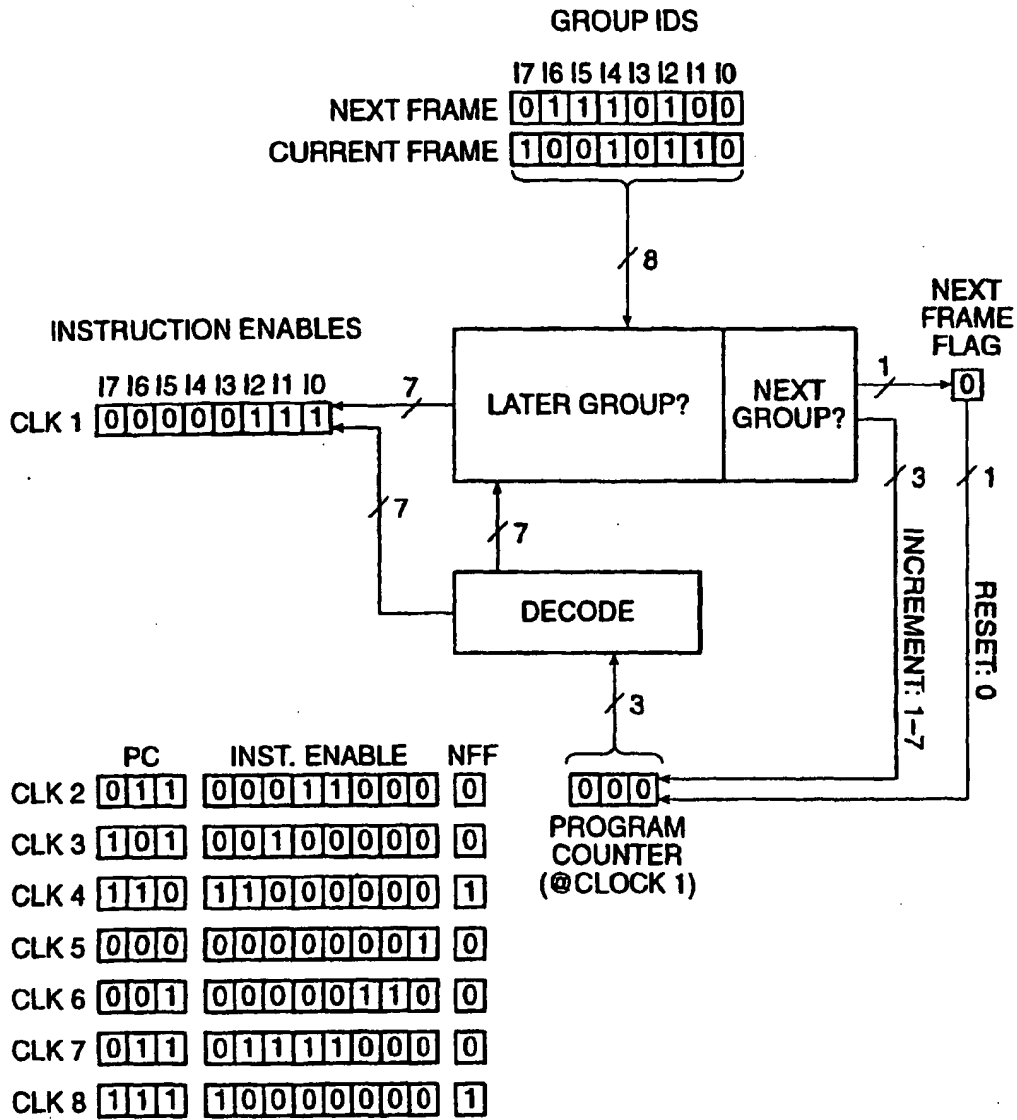 GROUP IDS
I7 I6 I5 I4 I3 I2 I1 I0
NEXT FRAME 0 1 1 1 0 1 0 0
CURRENT FRAME 1 0 0 1 0 1 1 0
8
NEXT
FRAME
FLAG
0
INSTRUCTION ENABLES
I7 I6 I5 I4 I3 I2 I1 I0
CLK 1 0 0 0 0 0 1 1 1
7
LATER GROUP?
NEXT
GROUP?
1
3
1
7
7
INCREMENT: 1–7
RESET: 0
DECODE
3
0 0 0
PROGRAM
COUNTER
(@CLOCK 1)
PC INST. ENABLE NFF
CLK 2 0 1 1 0 0 0 1 1 0 0 0 0
CLK 3 1 0 1 0 0 1 0 0 0 0 0 0
CLK 4 1 1 0 1 1 0 0 0 0 0 0 1
CLK 5 0 0 0 0 0 0 0 0 0 0 1 0
CLK 6 0 0 1 0 0 0 0 0 1 1 0 0
CLK 7 0 1 1 0 1 1 1 1 0 0 0 0
CLK 8 1 1 1 1 0 0 0 0 0 0 0 1